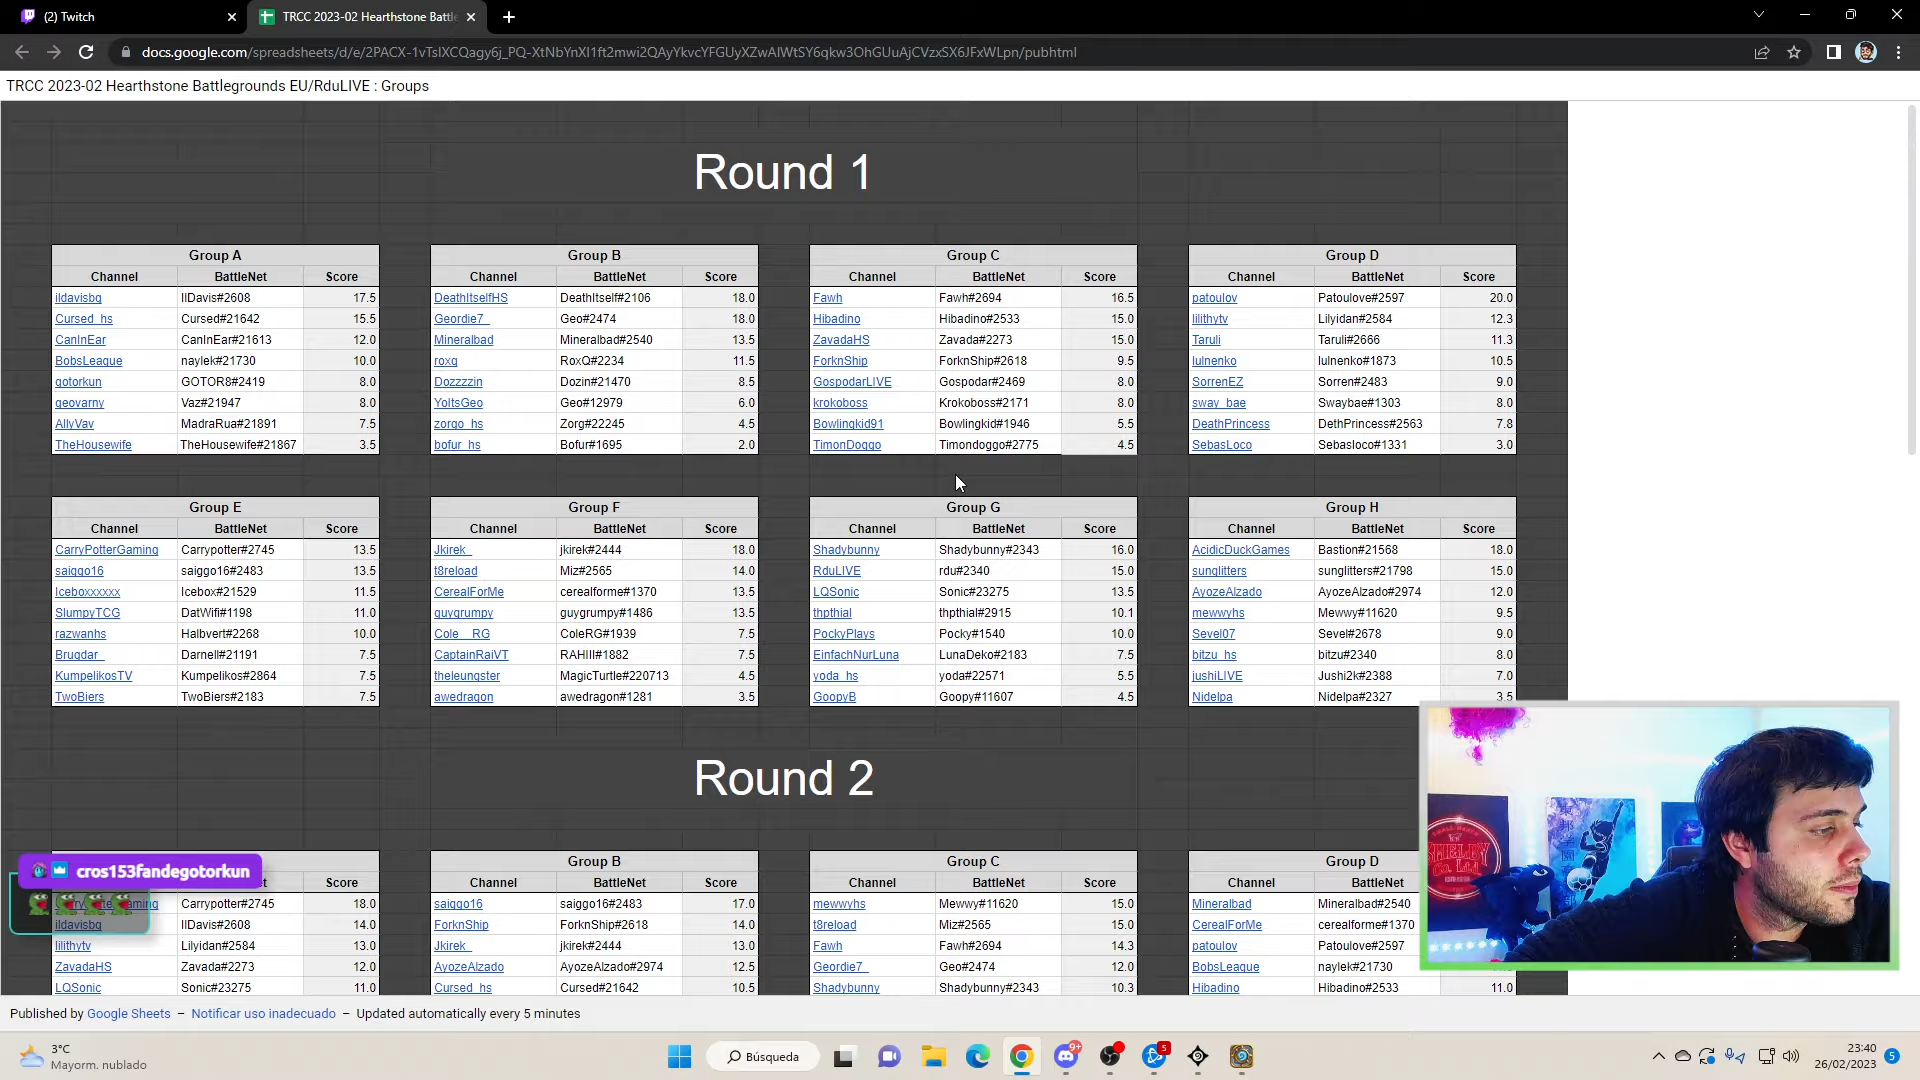 (2) Twitch
TRCC 2023-02 Hearthstone Battl
docs.google.com/spreadsheets/d/e/2PACX-1vTslXCQagy6j_PQ-XtNbYnXl1ft2mwi2QAyYkvcYFGUyXZwAlWtSY6qkw3OhGUuAjCVzxSX6JFxWLpn/pubhtml
TRCC 2023-02 Hearthstone Battlegrounds EU/RduLIVE : Groups
Round 1
Group A Group B Group C Group D
Channel BattleNet Score Channel BattleNet Score Channel BattleNet Score Channel BattleNet Score
ildavisbg IlDavis#2608 17.5 DeathItselfHS DeathItself#2106 18.0 Fawh Fawh#2694 16.5 patoulov Patoulove#2597 20.0
Cursed_hs Cursed#21642 15.5 Geordie7_ Geo#2474 18.0 Hibadino Hibadino#2533 15.0 lilithytv Lilyidan#2584 12.3
CanInEar CanInEar#21613 12.0 Mineralbad Mineralbad#2540 13.5 ZavadaHS Zavada#2273 15.0 Taruli Taruli#2666 11.3
BobsLeague naylek#21730 10.0 roxq RoxQ#2234 11.5 ForknShip ForknShip#2618 9.5 lulnenko lulnenko#1873 10.5
gotorkun GOTOR8#2419 8.0 Dozzzzin Dozin#21470 8.5 GospodarLIVE Gospodar#2469 8.0 SorrenEZ Sorren#2483 9.0
geovarny Vaz#21947 8.0 YoItsGeo Geo#12979 6.0 krokoboss Krokoboss#2171 8.0 sway_bae Swaybae#1303 8.0
AllyVav MadraRua#21891 7.5 zorgo_hs Zorg#22245 4.5 Bowlingkid91 Bowlingkid#1946 5.5 DeathPrincess DethPrincess#2563 7.8
TheHousewife TheHousewife#21867 3.5 bofur_hs Bofur#1695 2.0 TimonDoggo Timondoggo#2775 4.5 SebasLoco Sebasloco#1331 3.0
Group E Group F Group G Group H
Channel BattleNet Score Channel BattleNet Score Channel BattleNet Score Channel BattleNet Score
CarryPotterGaming Carrypotter#2745 13.5 Jkirek_ jkirek#2444 18.0 Shadybunny Shadybunny#2343 16.0 AcidicDuckGames Bastion#21568 18.0
saiggo16 saiggo16#2483 13.5 t8reload Miz#2565 14.0 RduLIVE rdu#2340 15.0 sunglitters sunglitters#21798 15.0
Iceboxxxxxx Icebox#21529 11.5 CerealForMe cerealforme#1370 13.5 LQSonic Sonic#23275 13.5 AyozeAlzado AyozeAlzado#2974 12.0
SlumpyTCG DatWifi#1198 11.0 guygrumpy guygrumpy#1486 13.5 thpthial thpthial#2915 10.1 mewwyhs Mewwy#11620 9.5
razwanhs Halbvert#2268 10.0 Cole__RG ColeRG#1939 7.5 PockyPlays Pocky#1540 10.0 Sevel07 Sevel#2678 9.0
Brugdar_ Darnell#21191 7.5 CaptainRaiVT RAHIII#1882 7.5 EinfachNurLuna LunaDeko#2183 7.5 bitzu_hs bitzu#2340 8.0
KumpelikosTV Kumpelikos#2864 7.5 theleungster MagicTurtle#220713 4.5 yoda_hs yoda#22571 5.5 jushiLIVE Jushi2k#2388 7.0
TwoBiers TwoBiers#2183 7.5 awedragon awedragon#1281 3.5 GoopyB Goopy#11607 4.5 Nidelpa Nidelpa#2327 3.5
Round 2
Group B Group C Group D
cros153fandegotorkun
Score Channel BattleNet Score Channel BattleNet Score Channel BattleNet
Carrypotter#2745 18.0 saiggo16 saiggo16#2483 17.0 mewwyhs Mewwy#11620 15.0 Mineralbad Mineralbad#2540
ildavisbg IlDavis#2608 14.0 ForknShip ForknShip#2618 14.0 t8reload Miz#2565 15.0 CerealForMe cerealforme#1370
lilithytv Lilyidan#2584 13.0 Jkirek_ jkirek#2444 13.0 Fawh Fawh#2694 14.3 patoulov Patoulove#2597
ZavadaHS Zavada#2273 12.0 AyozeAlzado AyozeAlzado#2974 12.5 Geordie7_ Geo#2474 12.0 BobsLeague naylek#21730
LQSonic Sonic#23275 11.0 Cursed_hs Cursed#21642 10.5 Shadybunny Shadybunny#2343 10.3 Hibadino Hibadino#2533 11.0
SHELBY
Co. Ltd
Published by Google Sheets – Notificar uso inadecuado – Updated automatically every 5 minutes
3°C
Mayorm. nublado
Búsqueda
9+
5
23:40
26/02/2023
5